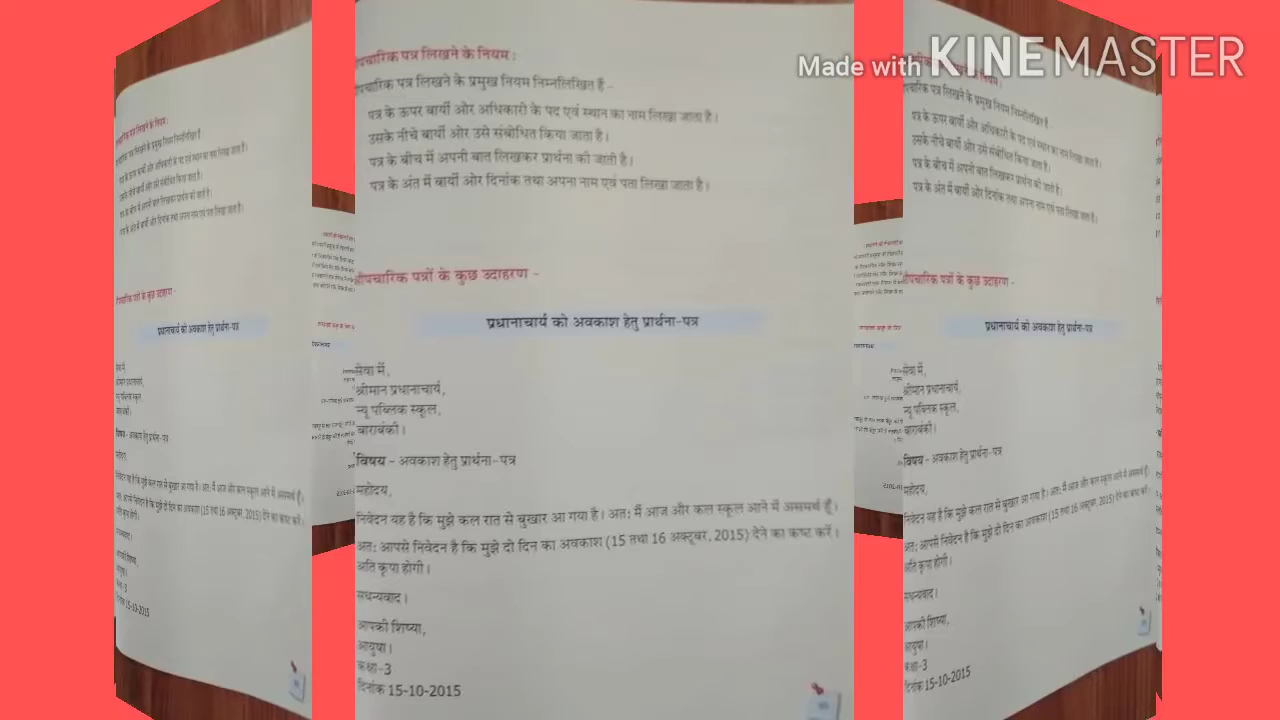 Made with KINEMASTER
औपचारिक पत्र लिखने के नियम :
औपचारिक पत्र लिखने के प्रमुख नियम निम्नलिखित हैं -
पत्र के ऊपर बायीं और अधिकारी के पद एवं स्थान का नाम लिखा जाता है।
उसके नीचे बायीं ओर उसे संबोधित किया जाता है।
पत्र के बीच में अपनी बात लिखकर प्रार्थना की जाती है।
पत्र के अंत में बायीं ओर दिनांक तथा अपना नाम एवं पता लिखा जाता है।
औपचारिक पत्रों के कुछ उदाहरण -
प्रधानाचार्य को अवकाश हेतु प्रार्थना-पत्र
सेवा में,
श्रीमान प्रधानाचार्य,
न्यू पब्लिक स्कूल,
बाराबंकी।
विषय - अवकाश हेतु प्रार्थना-पत्र
महोदय,
निवेदन यह है कि मुझे कल रात से बुखार आ गया है। अतः मैं आज और कल स्कूल आने में असमर्थ हूँ।
अतः आपसे निवेदन है कि मुझे दो दिन का अवकाश (15 तथा 16 अक्टूबर, 2015) देने का कष्ट करें।
अति कृपा होगी।
सधन्यवाद।
आपकी शिष्या,
आयुषा।
कक्षा-3
दिनांक 15-10-2015